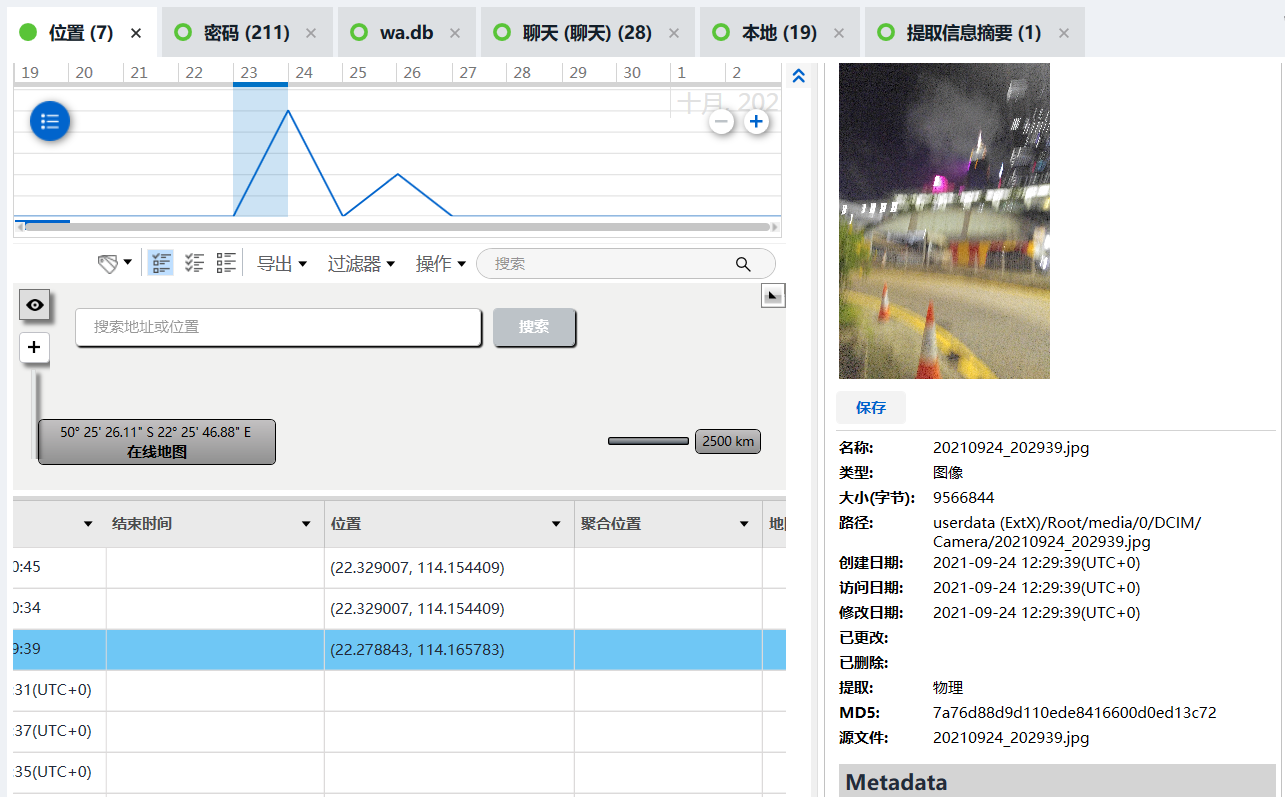 位置 (7) ×
密码 (211) ×
wa.db ×
聊天 (聊天) (28) ×
本地 (19) ×
提取信息摘要 (1) ×
19 20 21 22 23 24 25 26 27 28 29 30 1 2
十月, 202
导出 过滤器 操作 搜索
搜索地址或位置 搜索
50° 25' 26.11" S 22° 25' 46.88" E
在线地图
2500 km
结束时间 位置 聚合位置 地
0:45 (22.329007, 114.154409)
0:34 (22.329007, 114.154409)
9:39 (22.278843, 114.165783)
:31(UTC+0)
:37(UTC+0)
:35(UTC+0)
保存
名称: 20210924_202939.jpg
类型: 图像
大小(字节): 9566844
路径: userdata (ExtX)/Root/media/0/DCIM/
Camera/20210924_202939.jpg
创建日期: 2021-09-24 12:29:39(UTC+0)
访问日期: 2021-09-24 12:29:39(UTC+0)
修改日期: 2021-09-24 12:29:39(UTC+0)
已更改:
已删除:
提取: 物理
MD5: 7a76d88d9d110ede8416600d0ed13c72
源文件: 20210924_202939.jpg
Metadata